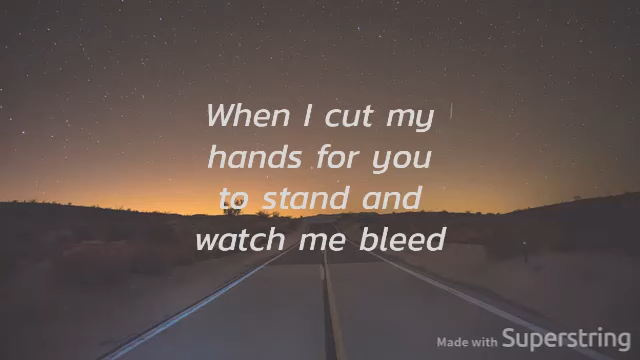 When I cut my
hands for you
to stand and
watch me bleed
Made with Superstring